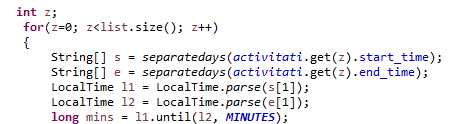 int z;
for(z=0; z<list.size(); z++)
{
String[] s = separatedays(activitati.get(z).start_time);
String[] e = separatedays(activitati.get(z).end_time);
LocalTime l1 = LocalTime.parse(s[1]);
LocalTime l2 = LocalTime.parse(e[1]);
long mins = l1.until(l2, MINUTES);